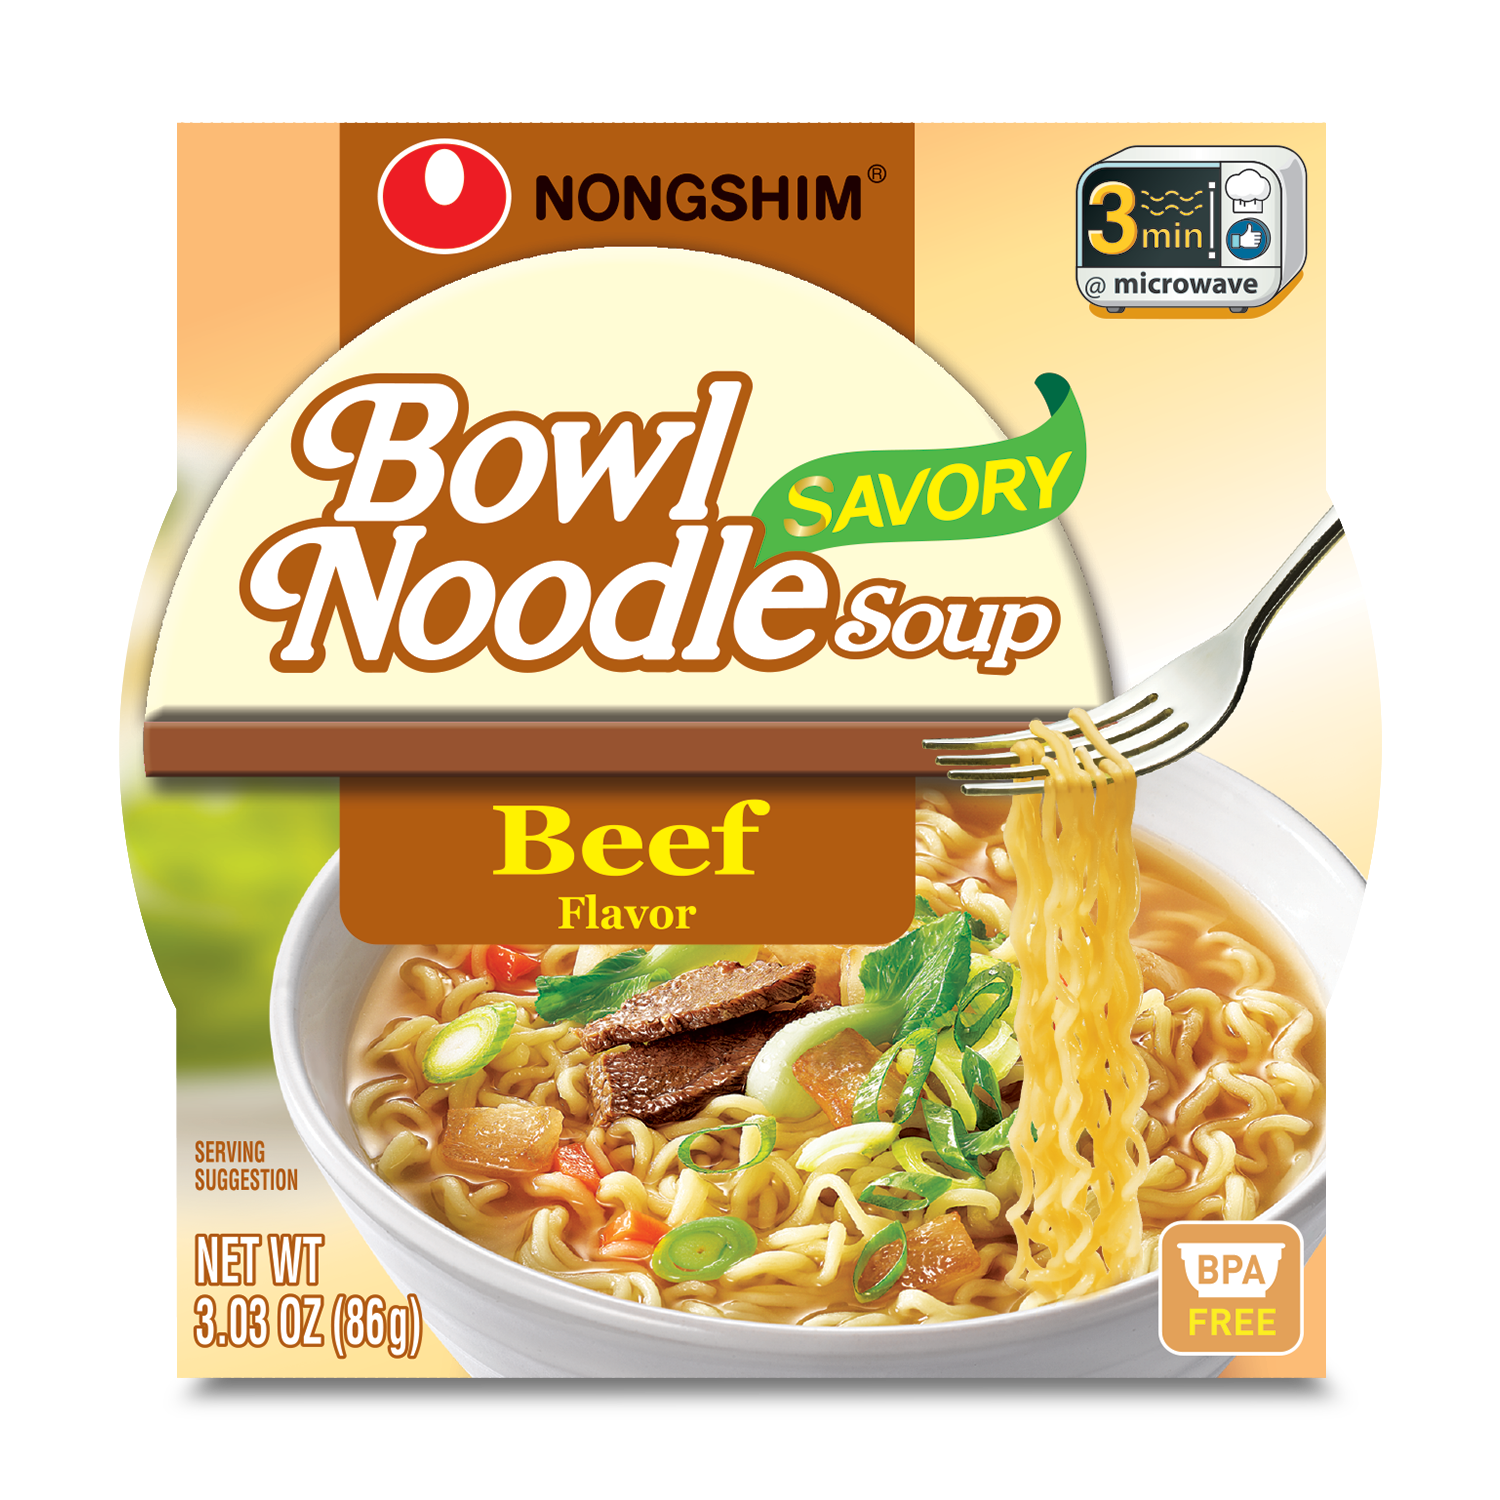 NONGSHIM®
3 min
@ microwave
Bowl
Noodle Soup
SAVORY
Beef
Flavor
SERVING
SUGGESTION
NET WT
3.03 OZ (86g)
BPA
FREE